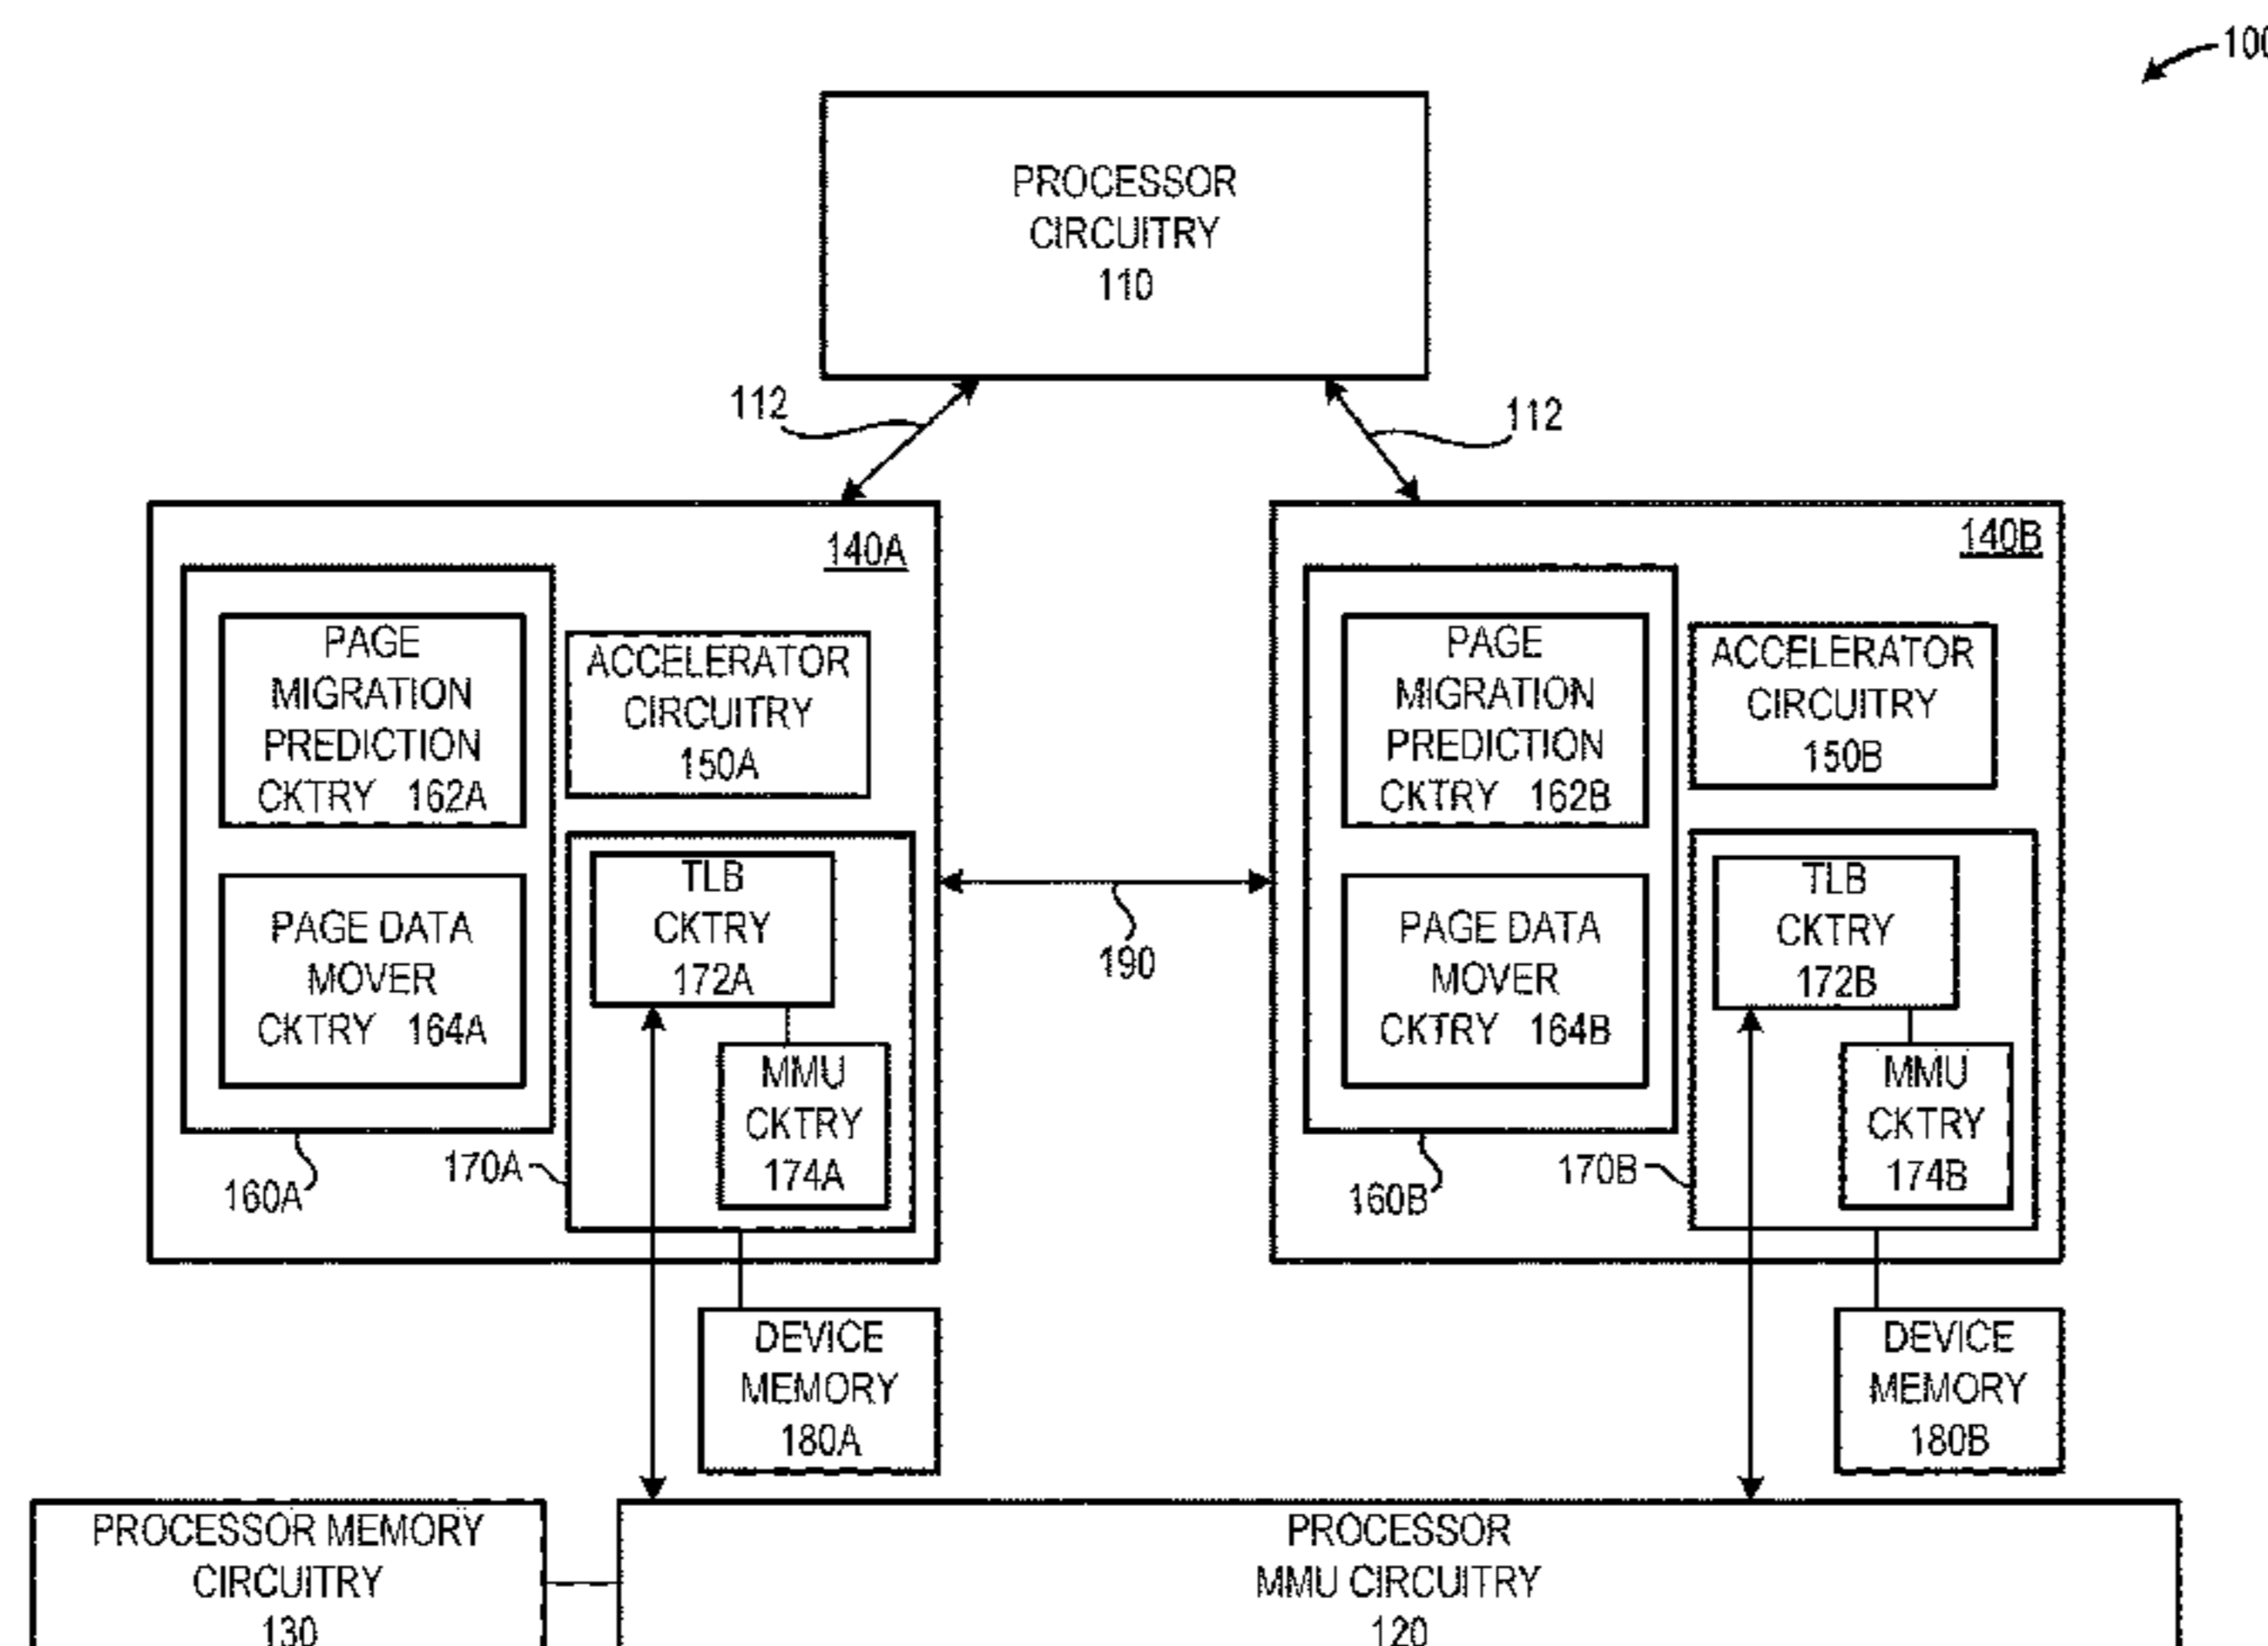 100
PROCESSOR
CIRCUITRY
110
112
112
140A
PAGE
MIGRATION
PREDICTION
CKTRY 162A
ACCELERATOR
CIRCUITRY
150A
PAGE DATA
MOVER
CKTRY 164A
TLB
CKTRY
172A
MMU
CKTRY
174A
160A
170A
190
140B
PAGE
MIGRATION
PREDICTION
CKTRY 162B
ACCELERATOR
CIRCUITRY
150B
PAGE DATA
MOVER
CKTRY 164B
TLB
CKTRY
172B
MMU
CKTRY
174B
160B
170B
DEVICE
MEMORY
180A
DEVICE
MEMORY
180B
PROCESSOR MEMORY
CIRCUITRY
130
PROCESSOR
MMU CIRCUITRY
120